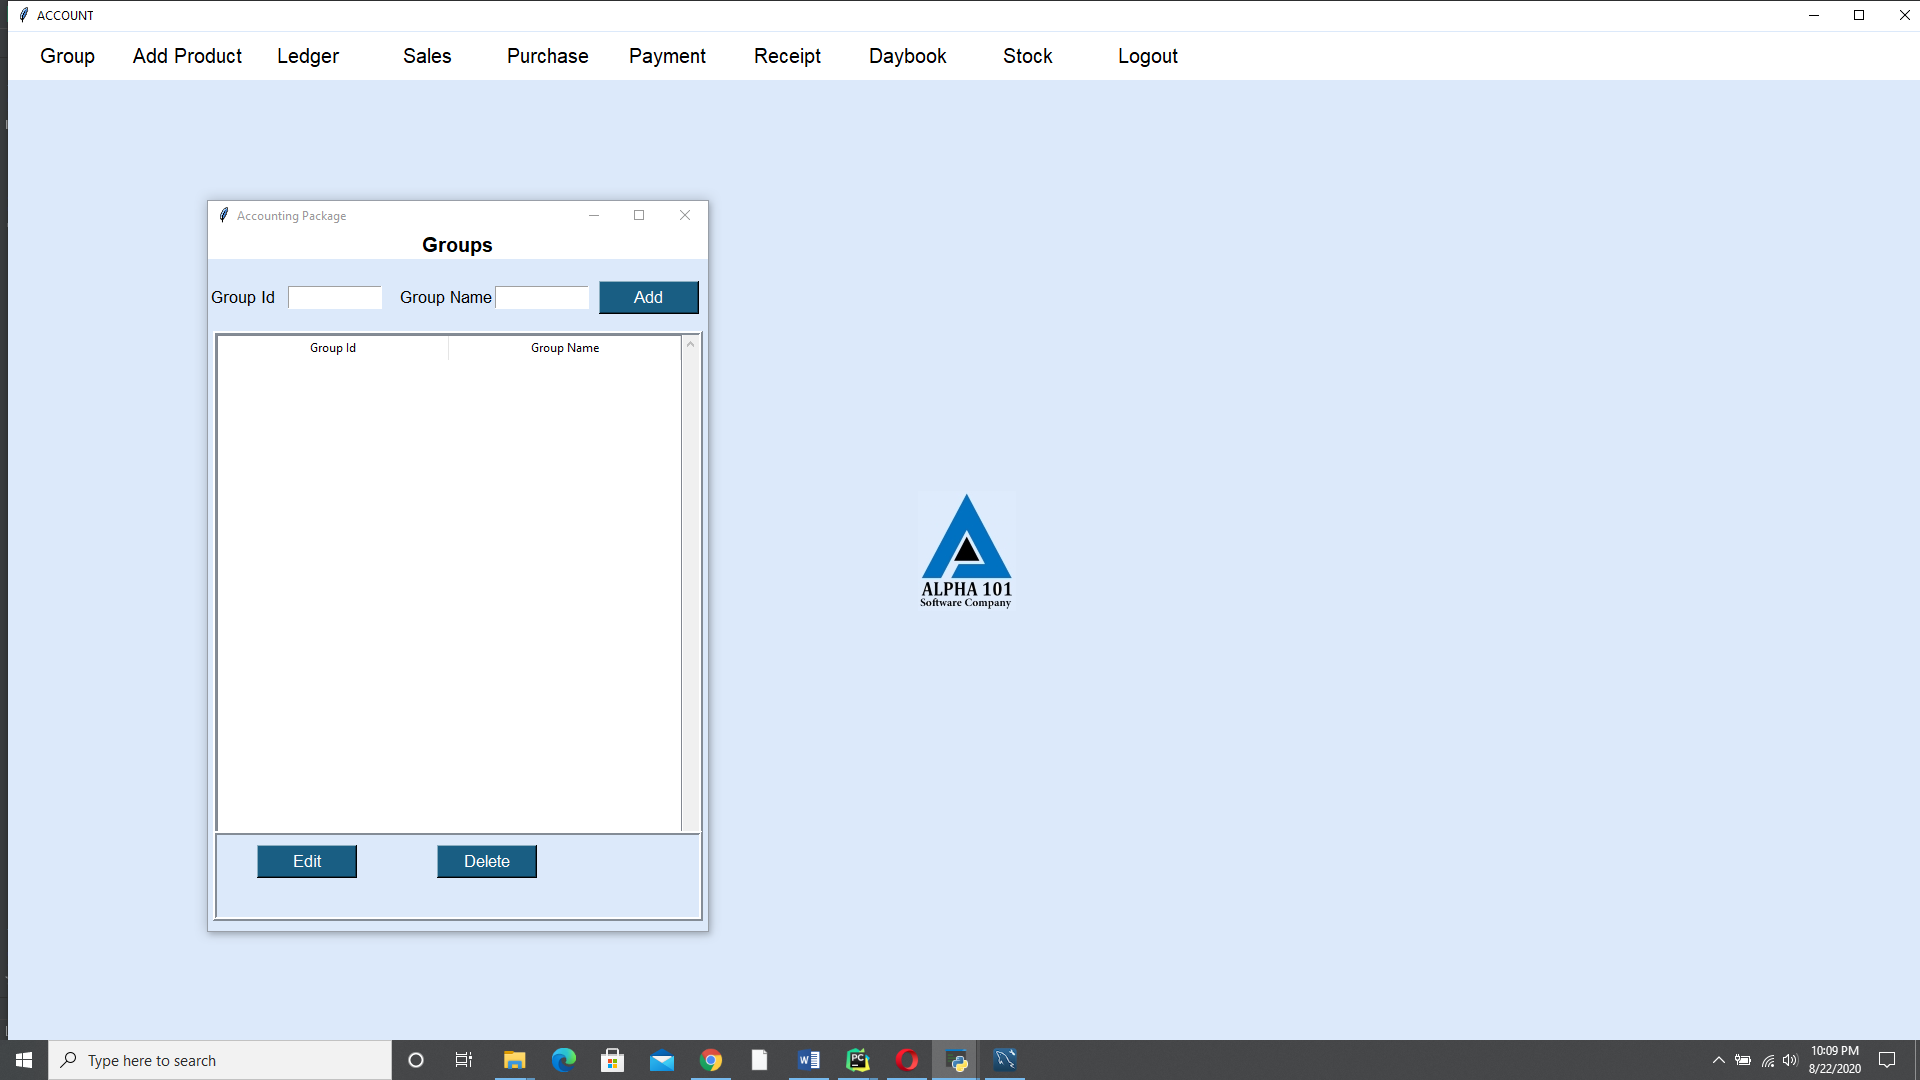 ACCOUNT
Group Add Product Ledger Sales Purchase Payment Receipt Daybook Stock Logout
Accounting Package
Groups
Group Id Group Name Add
Group Id Group Name
Edit Delete
ALPHA 101
Software Company
Type here to search
10:09 PM
8/22/2020